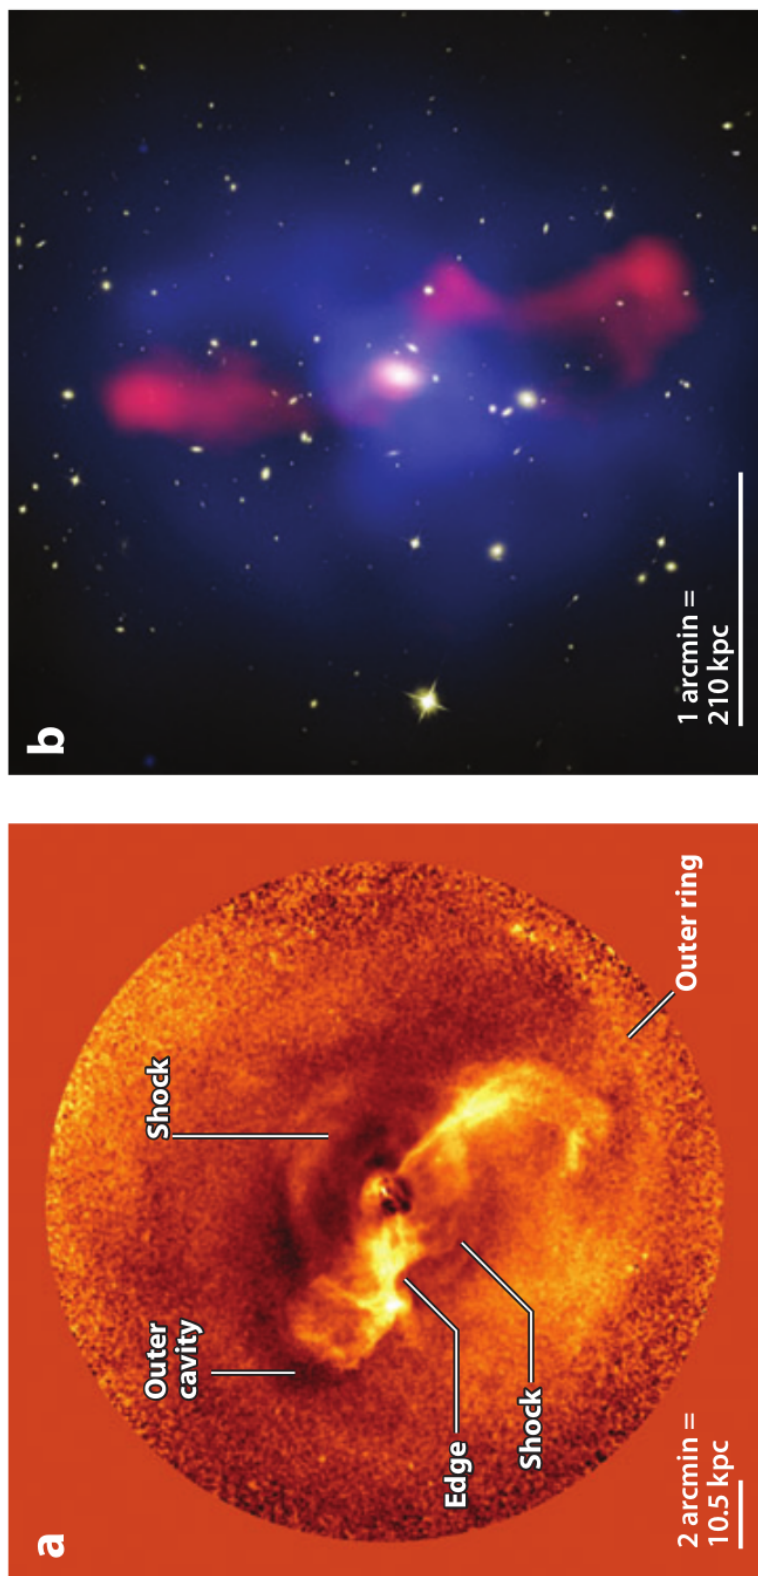 a
Shock
Outer
cavity
Edge
Shock
Outer ring
2 arcmin =
10.5 kpc
b
1 arcmin =
210 kpc